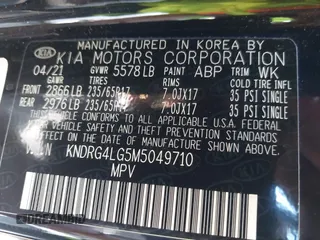 MANUFACTURED IN KOREA BY
KIA KIA MOTORS CORPORATION
04/21 GVWR 5578LB PAINT ABP TRIM WK
COLD TIRE INFL
FRONT 2866LB 235/65R17 7.0JX17 35 PSI SINGLE
REAR 2976LB 235/65R17 7.0JX17 35 PSI SINGLE
THIS VEHICLE CONFORMS TO ALL APPLICABLE
FEDERAL MOTOR VEHICLE SAFETY AND
THEFT PREVENTION STANDARDS IN EFFECT ON
THE DATE OF MANUFACTURE SHOWN ABOVE
KNDRG4LG5M5049710
MPV